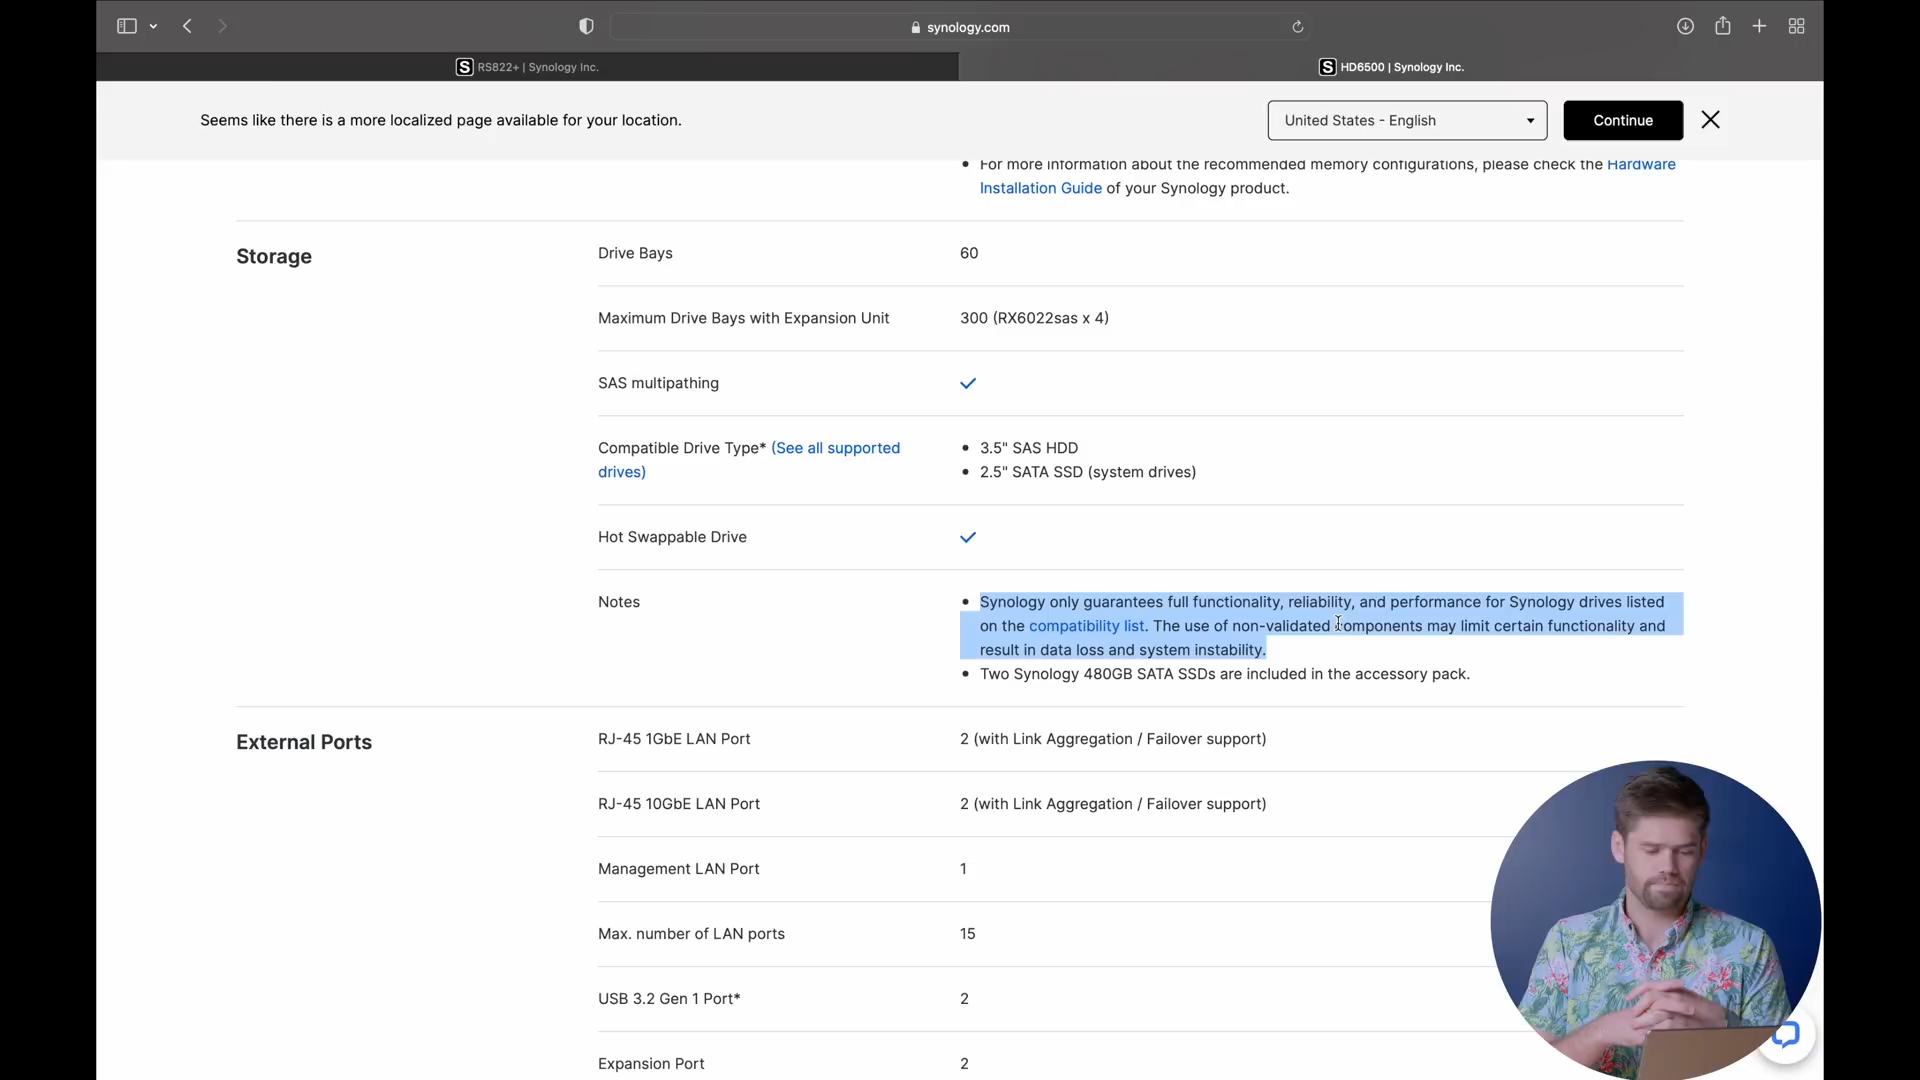 synology.com
S RS822+ | Synology Inc.
S HD6500 | Synology Inc.
Seems like there is a more localized page available for your location.
United States - English
Continue
• For more information about the recommended memory configurations, please check the Hardware
Installation Guide of your Synology product.
Storage
Drive Bays
60
Maximum Drive Bays with Expansion Unit
300 (RX6022sas x 4)
SAS multipathing
Compatible Drive Type* (See all supported
drives)
• 3.5" SAS HDD
• 2.5" SATA SSD (system drives)
Hot Swappable Drive
Notes
• Synology only guarantees full functionality, reliability, and performance for Synology drives listed
on the compatibility list. The use of non-validated components may limit certain functionality and
result in data loss and system instability.
• Two Synology 480GB SATA SSDs are included in the accessory pack.
External Ports
RJ-45 1GbE LAN Port
2 (with Link Aggregation / Failover support)
RJ-45 10GbE LAN Port
2 (with Link Aggregation / Failover support)
Management LAN Port
1
Max. number of LAN ports
15
USB 3.2 Gen 1 Port*
2
Expansion Port
2